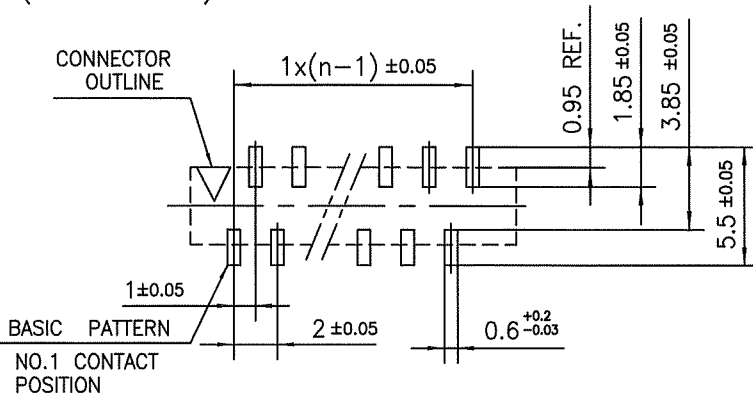 CONNECTOR
OUTLINE
1x(n-1) ±0.05
0.95 REF.
1.85 ±0.05
3.85 ±0.05
5.5 ±0.05
1±0.05
2 ±0.05
0.6 +0.2 -0.03
BASIC PATTERN
NO.1 CONTACT
POSITION